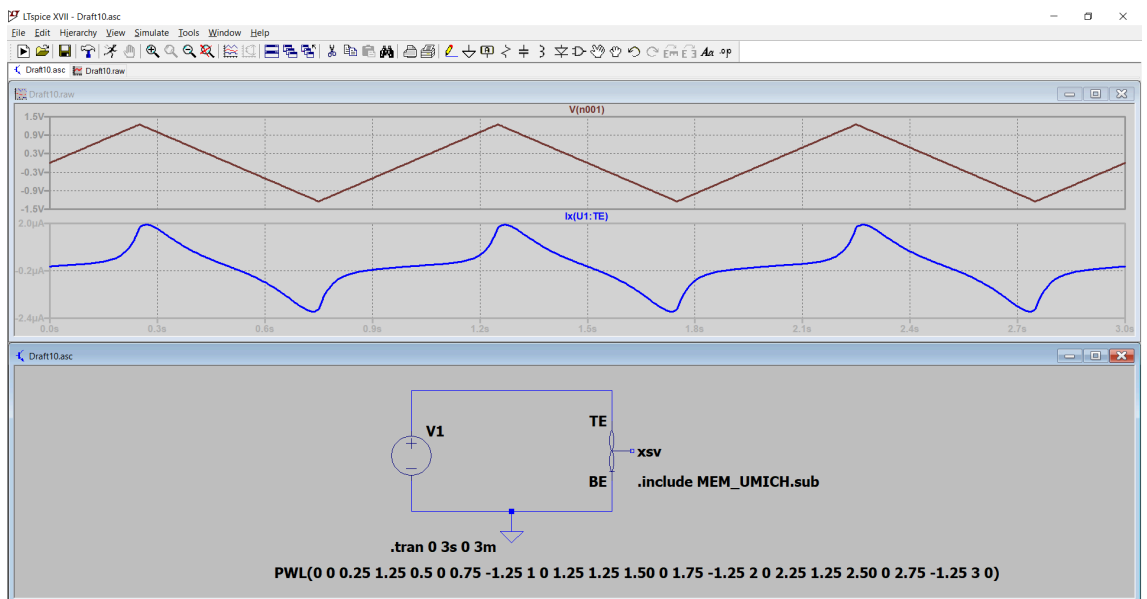 LTspice XVII - Draft10.asc
File Edit Hierarchy View Simulate Tools Window Help
Draft10.asc Draft10.raw
Draft10.raw
V(n001)
1.5V
0.9V
0.3V
-0.3V
-0.9V
-1.5V
Ix(U1:TE)
2.0µA
-0.2µA
-2.4µA
0.0s 0.3s 0.6s 0.9s 1.2s 1.5s 1.8s 2.1s 2.4s 2.7s 3.0s
Draft10.asc
V1
TE
xsv
BE
.include MEM_UMICH.sub
.tran 0 3s 0 3m
PWL(0 0 0.25 1.25 0.5 0 0.75 -1.25 1 0 1.25 1.25 1.50 0 1.75 -1.25 2 0 2.25 1.25 2.50 0 2.75 -1.25 3 0)